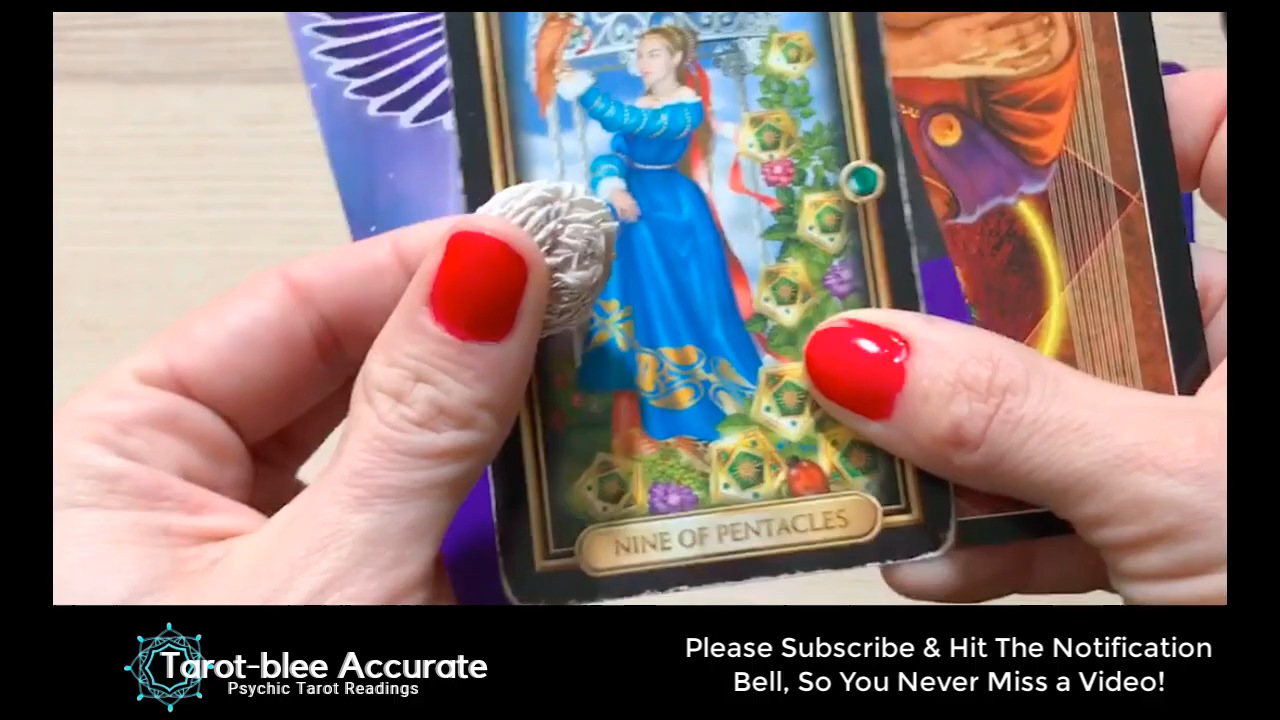 NINE OF PENTACLES
Tarot-blee Accurate
Psychic Tarot Readings
Please Subscribe & Hit The Notification
Bell, So You Never Miss a Video!